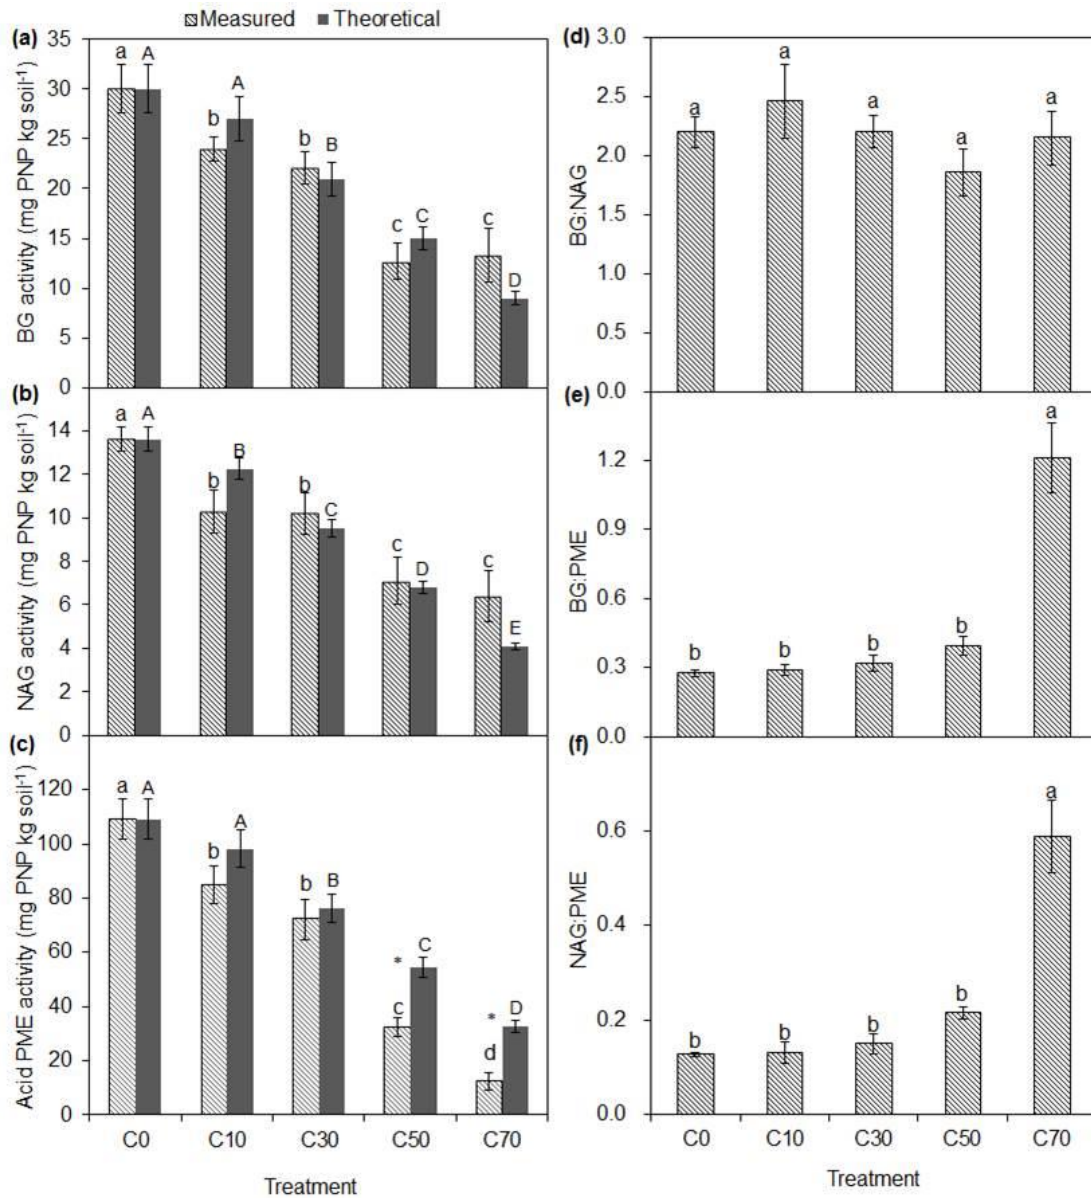 Measured Theoretical
(a)
BG activity (mg PNP kg soil⁻¹)
35
30
25
20
15
10
5
0
a A
b A
b B
c C
c D
(b)
NAG activity (mg PNP kg soil⁻¹)
14
12
10
8
6
4
2
0
a A
b B
b C
c D
c E
(c)
Acid PME activity (mg PNP kg soil⁻¹)
120
100
80
60
40
20
0
a A
b A
b B
* c C
* d D
C0 C10 C30 C50 C70
Treatment
(d)
BG:NAG
3.0
2.5
2.0
1.5
1.0
0.5
0.0
a a a a a
(e)
BG:PME
1.2
0.9
0.6
0.3
0.0
b b b b a
(f)
NAG:PME
0.6
0.4
0.2
0.0
b b b b a
C0 C10 C30 C50 C70
Treatment